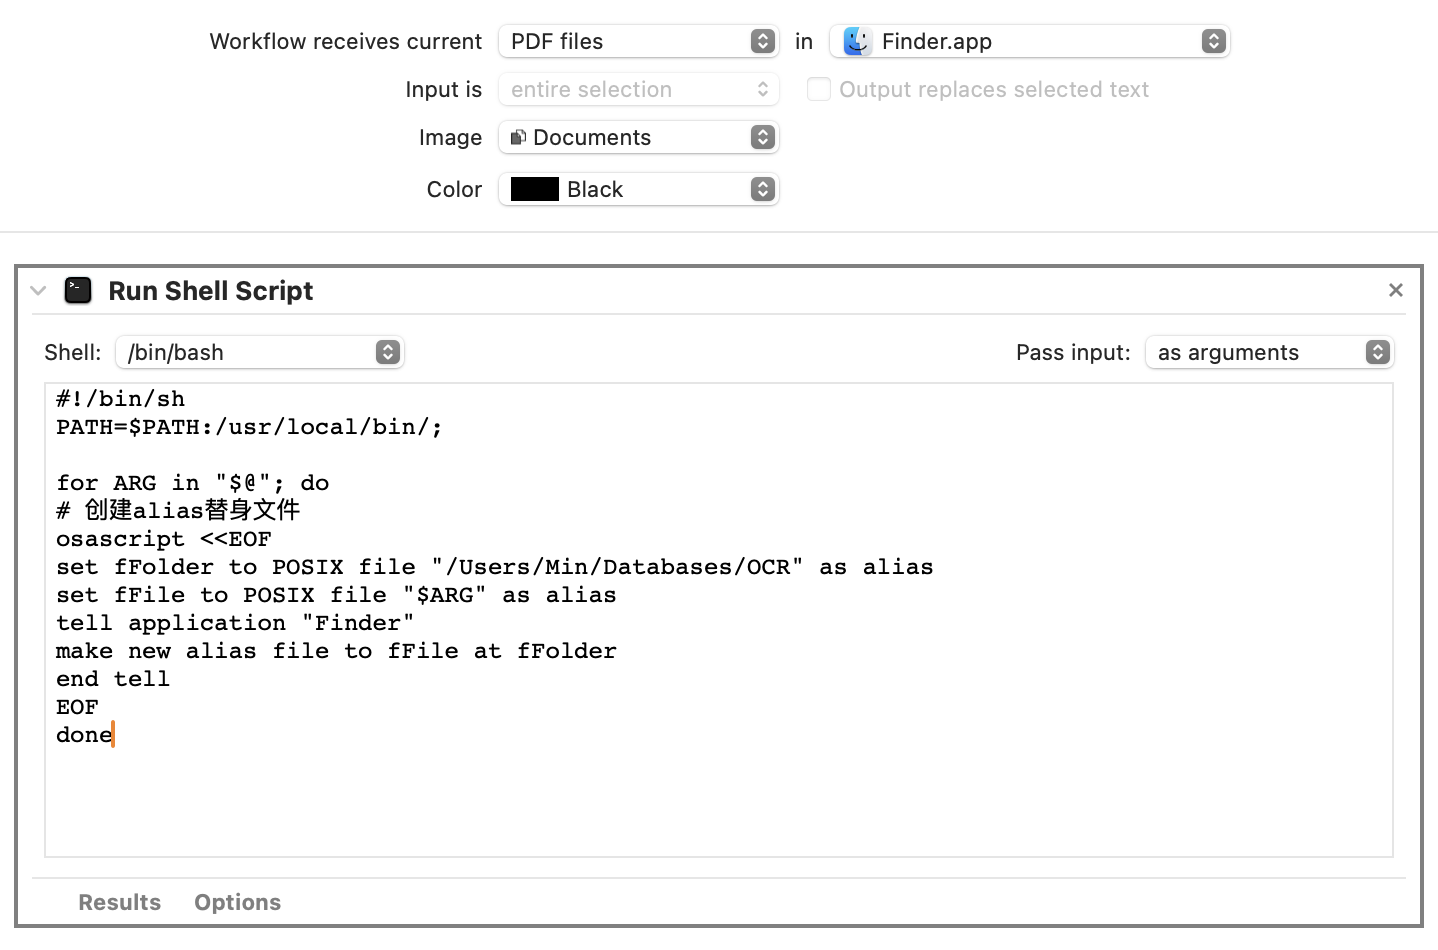 Workflow receives current PDF files in Finder.app
Input is entire selection Output replaces selected text
Image Documents
Color Black
Run Shell Script
Shell: /bin/bash Pass input: as arguments
#!/bin/sh
PATH=$PATH:/usr/local/bin/;
for ARG in "$@"; do
# 创建alias替身文件
osascript <<EOF
set fFolder to POSIX file "/Users/Min/Databases/OCR" as alias
set fFile to POSIX file "$ARG" as alias
tell application "Finder"
make new alias file to fFile at fFolder
end tell
EOF
done
Results Options